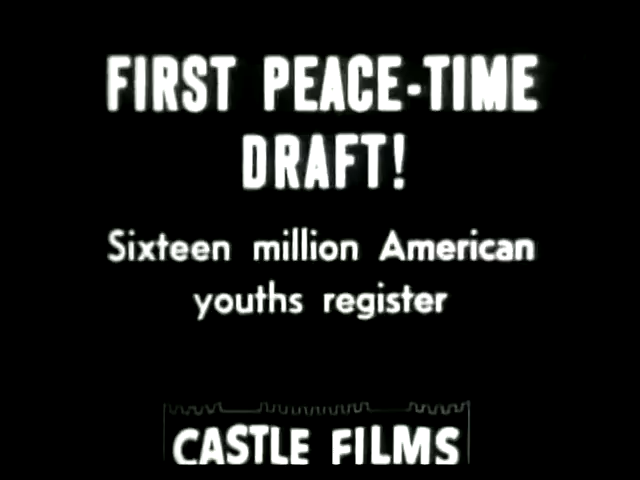 FIRST PEACE-TIME
DRAFT!
Sixteen million American
youths register
CASTLE FILMS